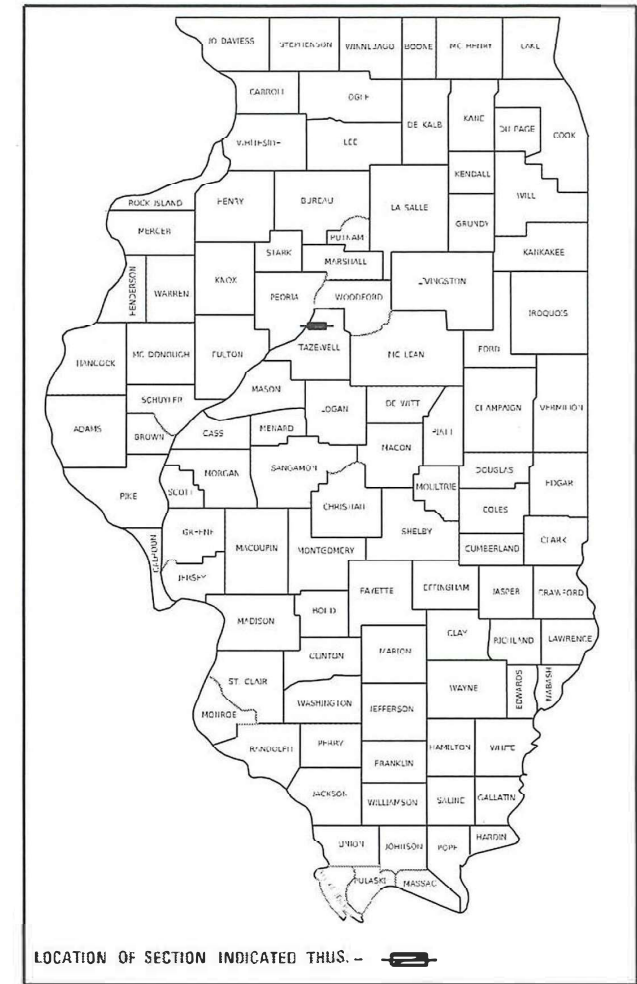 JO DAVIESS STEPHENSON WINNEBAGO BOONE MC HENRY LAKE
CARROLL OGLE DE KALB KANE DU PAGE COOK
WHITESIDE LEE
KENDALL WILL
ROCK ISLAND HENRY BUREAU LA SALLE GRUNDY
MERCER PUTNAM
STARK MARSHALL KANKAKEE
HENDERSON WARREN KNOX PEORIA WOODFORD LIVINGSTON IROQUOIS
HANCOCK MC DONOUGH FULTON TAZEWELL MC LEAN FORD
SCHUYLER MASON LOGAN DE WITT CHAMPAIGN VERMILION
ADAMS BROWN CASS MENARD MACON PIATT
PIKE SCOTT MORGAN SANGAMON CHRISTIAN MOULTRIE DOUGLAS EDGAR
COLES
CALHOUN GREENE MACOUPIN MONTGOMERY SHELBY CUMBERLAND CLARK
JERSEY
MADISON BOND FAYETTE EFFINGHAM JASPER CRAWFORD
CLINTON MARION CLAY RICHLAND LAWRENCE
ST. CLAIR WASHINGTON JEFFERSON WAYNE EDWARDS WABASH
MONROE
RANDOLPH PERRY FRANKLIN HAMILTON WHITE
JACKSON WILLIAMSON SALINE GALLATIN
UNION JOHNSON POPE HARDIN
PULASKI MASSAC
LOCATION OF SECTION INDICATED THUS. -